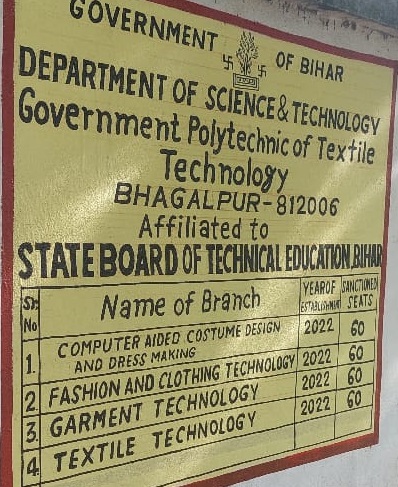 GOVERNMENT OF BIHAR
DEPARTMENT OF SCIENCE & TECHNOLOGY
Government Polytechnic of Textile
Technology
BHAGALPUR-812006
Affiliated to
STATE BOARD OF TECHNICAL EDUCATION, BIHAR
Sr. No Name of Branch YEAR OF ESTABLISHMENT SANCTIONED SEATS
1. COMPUTER AIDED COSTUME DESIGN AND DRESS MAKING 2022 60
2. FASHION AND CLOTHING TECHNOLOGY 2022 60
3. GARMENT TECHNOLOGY 2022 60
4. TEXTILE TECHNOLOGY 2022 60